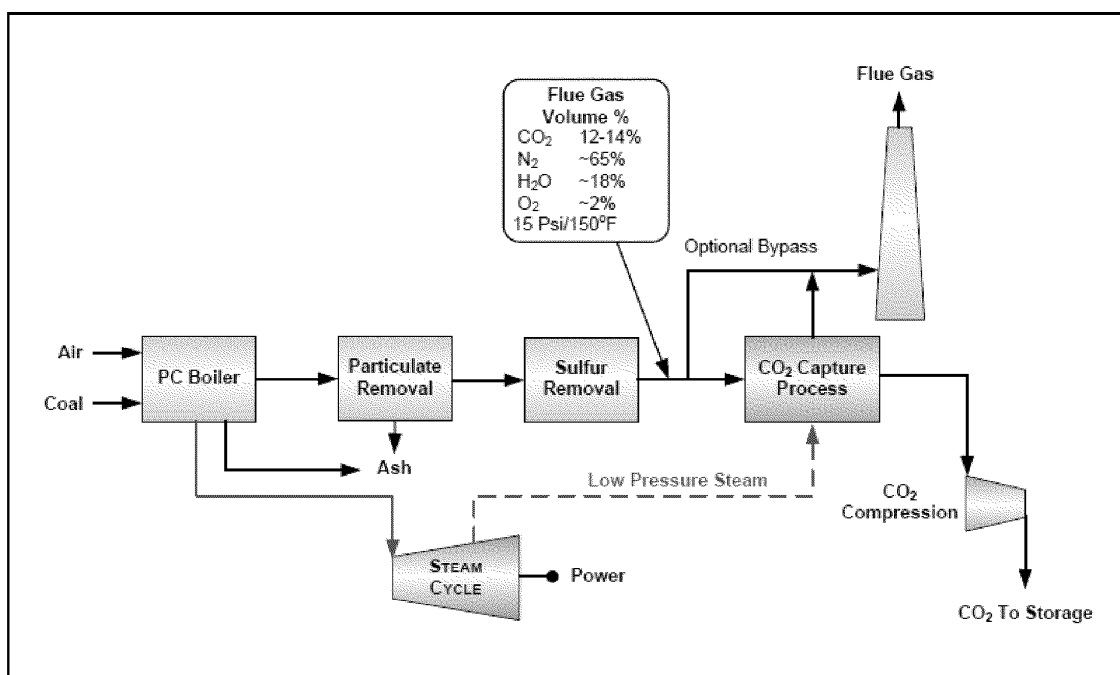 Flue Gas
Flue Gas
Volume %
CO₂ 12-14%
N₂ ~65%
H₂O ~18%
O₂ ~2%
15 Psi/150°F
Optional Bypass
Air
Coal
PC Boiler
Particulate
Removal
Sulfur
Removal
CO₂ Capture
Process
Ash
Low Pressure Steam
CO₂
Compression
STEAM
CYCLE
Power
CO₂ To Storage